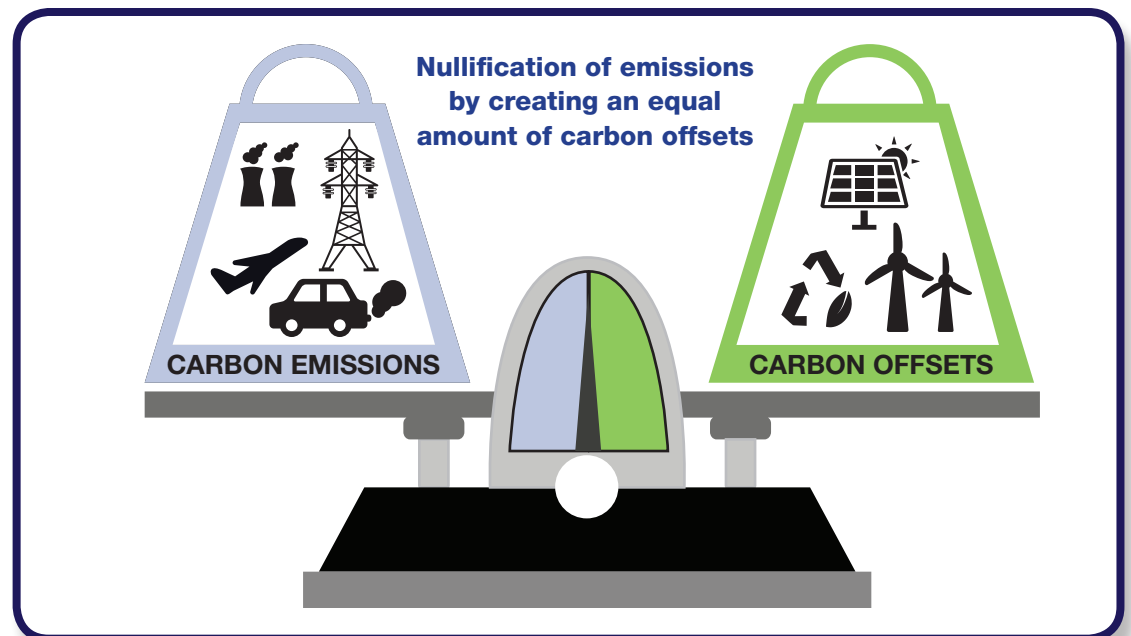 Nullification of emissions
by creating an equal
amount of carbon offsets
CARBON EMISSIONS
CARBON OFFSETS